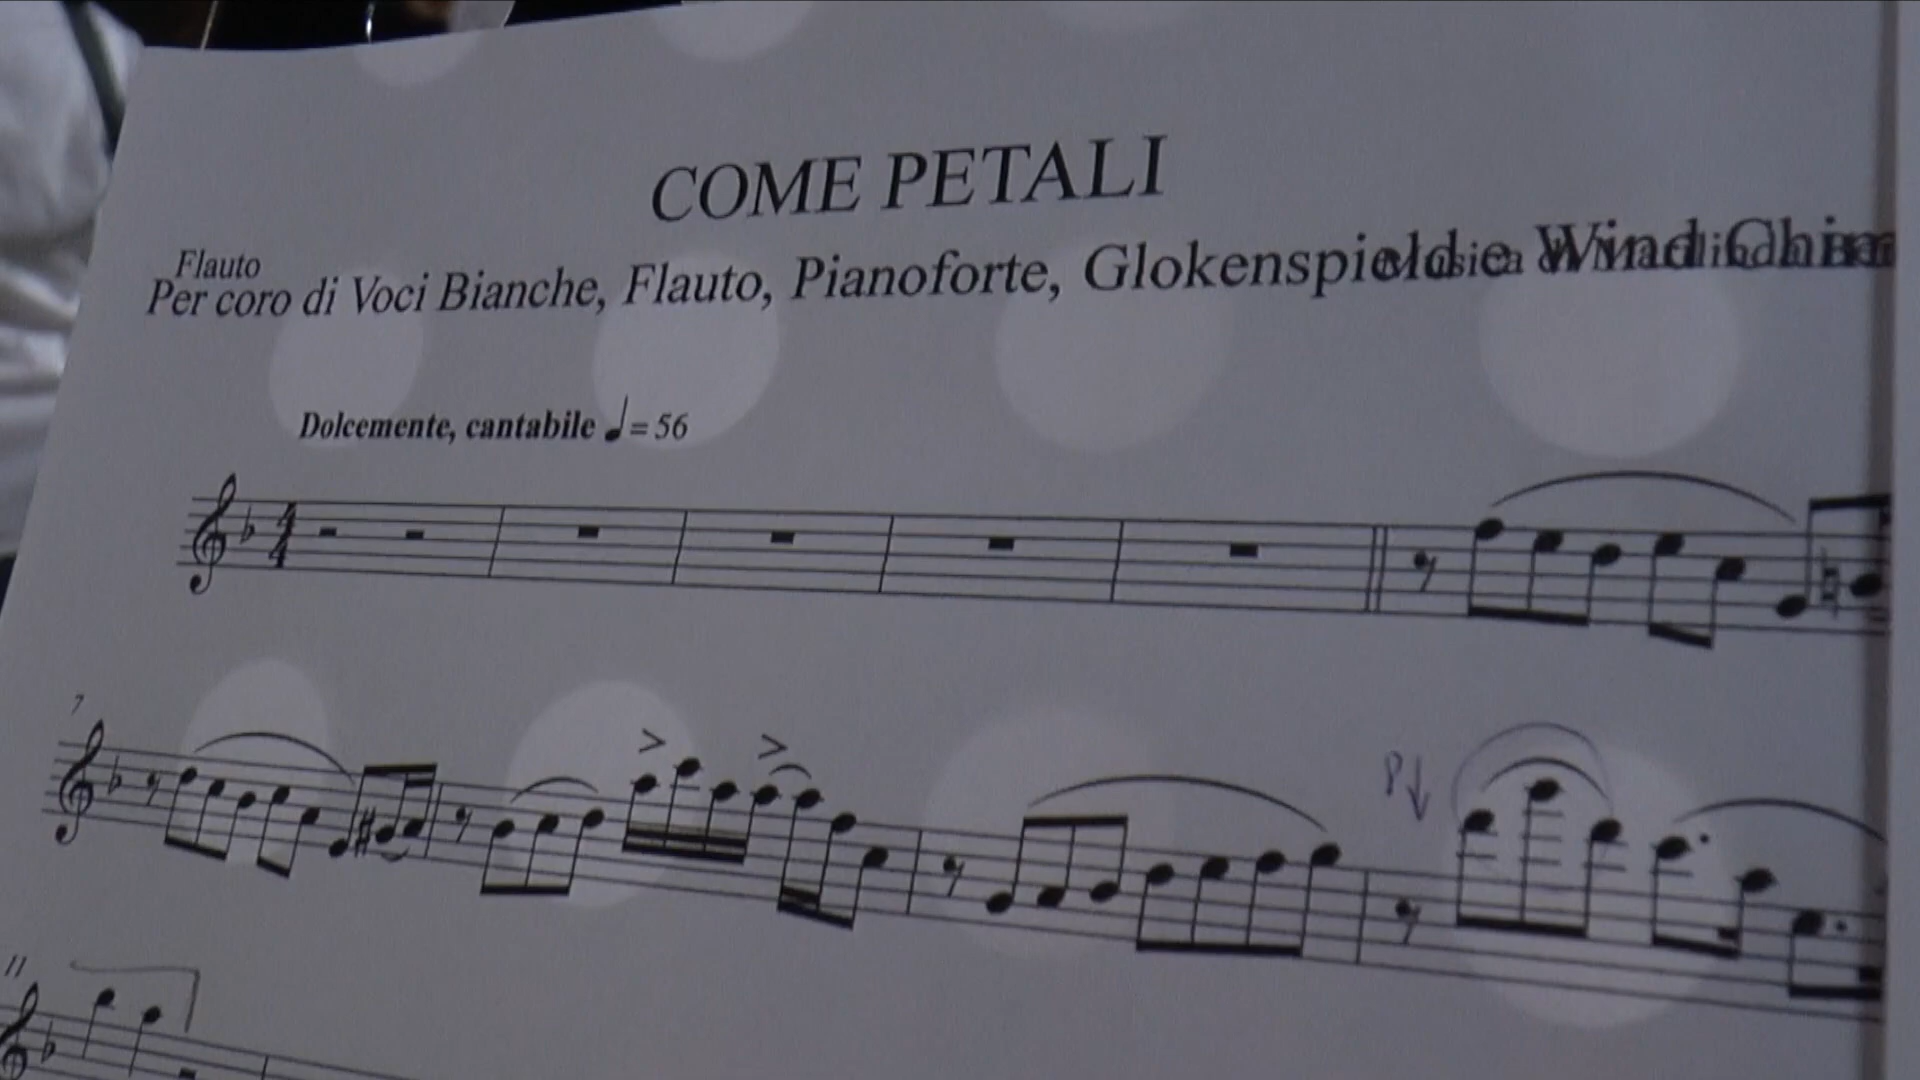 COME PETALI
Flauto
Per coro di Voci Bianche, Flauto, Pianoforte, Glokenspiel e Wind Chim
Dolcemente, cantabile ♩ = 56
7
P↓
11